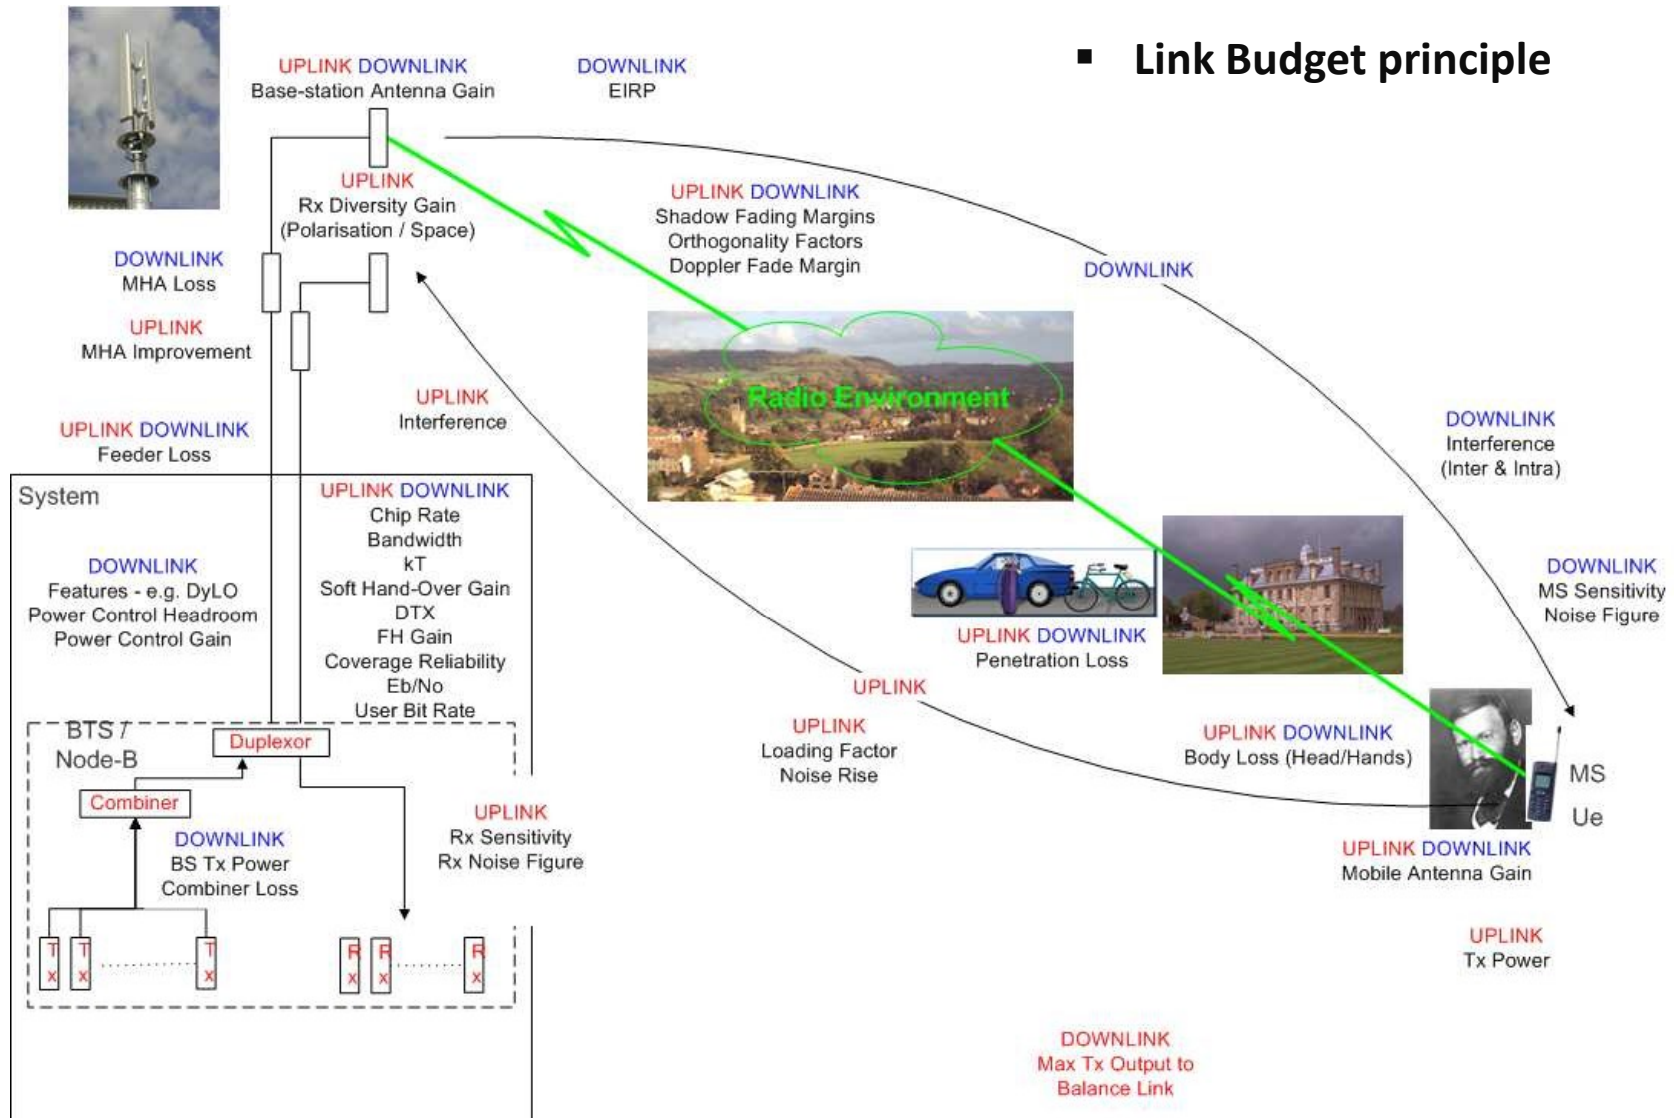 ▪ Link Budget principle
UPLINK DOWNLINK
Base-station Antenna Gain
DOWNLINK
EIRP
UPLINK
Rx Diversity Gain
(Polarisation / Space)
UPLINK DOWNLINK
Shadow Fading Margins
Orthogonality Factors
Doppler Fade Margin
DOWNLINK
DOWNLINK
MHA Loss
UPLINK
MHA Improvement
UPLINK
Interference
Radio Environment
UPLINK DOWNLINK
Feeder Loss
DOWNLINK
Interference
(Inter & Intra)
System
UPLINK DOWNLINK
Chip Rate
Bandwidth
kT
Soft Hand-Over Gain
DTX
FH Gain
Coverage Reliability
Eb/No
User Bit Rate
DOWNLINK
Features - e.g. DyLO
Power Control Headroom
Power Control Gain
DOWNLINK
MS Sensitivity
Noise Figure
UPLINK DOWNLINK
Penetration Loss
UPLINK
UPLINK
Loading Factor
Noise Rise
UPLINK DOWNLINK
Body Loss (Head/Hands)
MS
Ue
BTS /
Node-B
Duplexor
Combiner
DOWNLINK
BS Tx Power
Combiner Loss
UPLINK
Rx Sensitivity
Rx Noise Figure
UPLINK DOWNLINK
Mobile Antenna Gain
Tx Tx Tx
Rx Rx Rx
UPLINK
Tx Power
DOWNLINK
Max Tx Output to
Balance Link